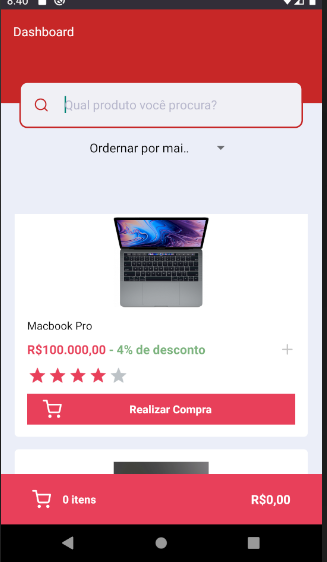 8:40
Dashboard
Qual produto você procura?
Ordernar por mai..
Macbook Pro
R$100.000,00 - 4% de desconto
Realizar Compra
0 itens
R$0,00